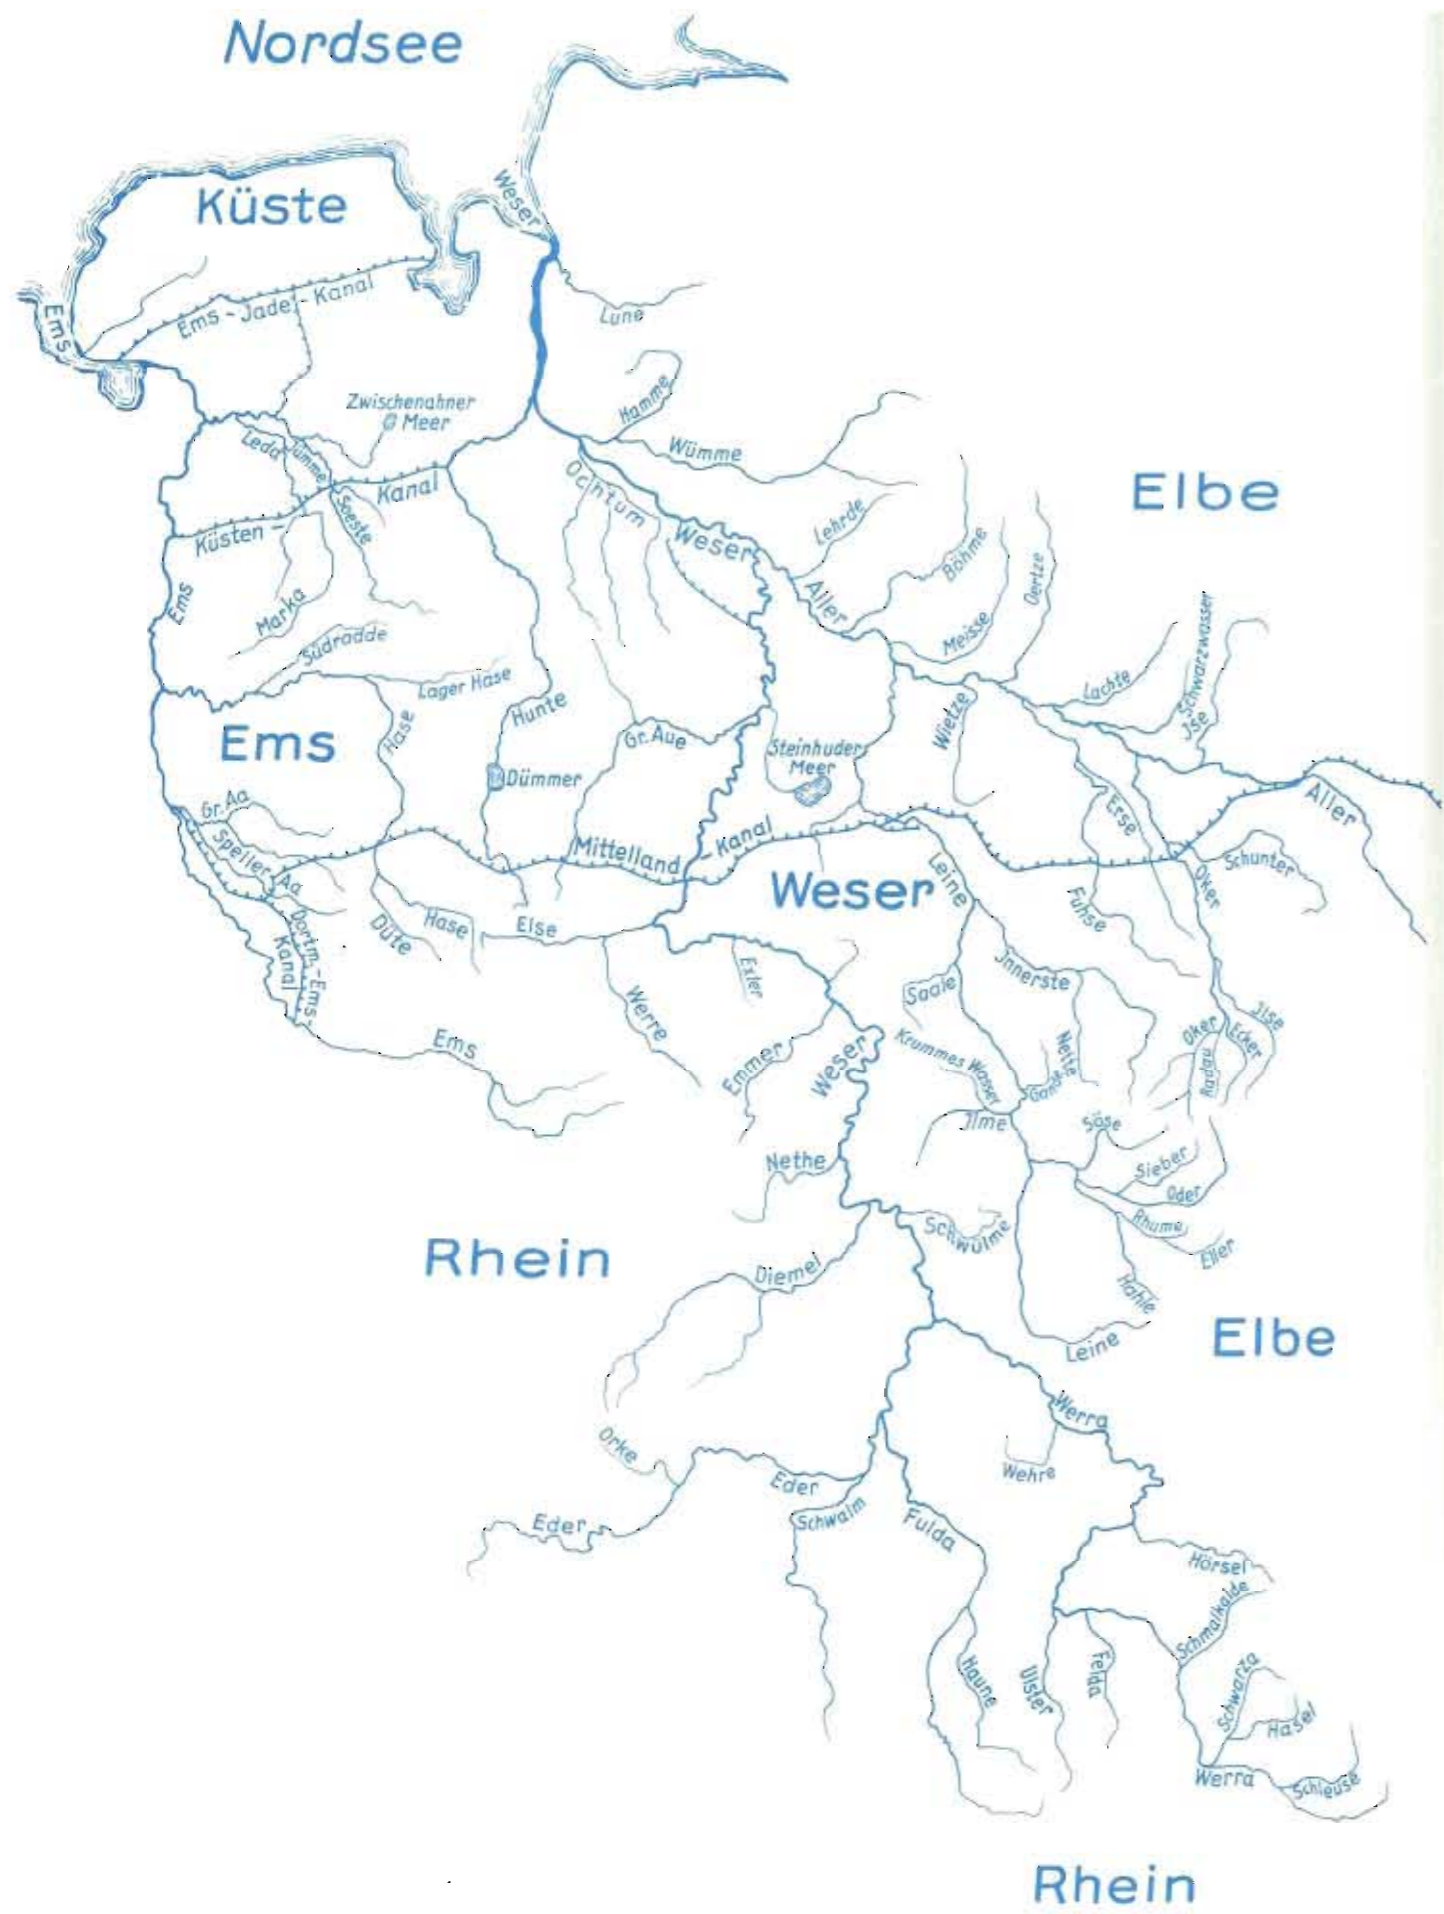 Nordsee
Weser
Küste
Ems
Ems - Jade - Kanal
Lune
Zwischenahner
Meer
Hamme
Wümme
Leda
Jümme
Ochtum
Elbe
Kanal
Soeste
Küsten -
Lehrde
Weser
Böhme
Oertze
Ems
Aller
Marka
Meisse
Schwarzwasser
Südradde
Lager Hase
Lachte
Hase
Hunte
Wietze
Jse
Ems
Gr. Aue
Steinhuder
Meer
Dümmer
Gr. Aa
Aller
Erse
Speller Aa
Mittelland - Kanal
Schunter
Weser
Leine
Oker
Fuhse
Hase
Else
Düte
Dortm. - Ems -
Kanal
Exter
Jnnerste
Saale
Werre
Jlse
Ems
Oker
Ecker
Krummes Wasser
Nette
Emmer
Weser
Radau
Gande
Jlme
Söse
Nethe
Sieber
Oder
Rhume
Schwülme
Eller
Rhein
Diemel
Hahle
Elbe
Leine
Werra
Orke
Wehre
Eder
Schwalm
Fulda
Eder
Hörsel
Schmalkalde
Haune
Ulster
Felda
Schwarza
Hasel
Werra
Schleuse
Rhein